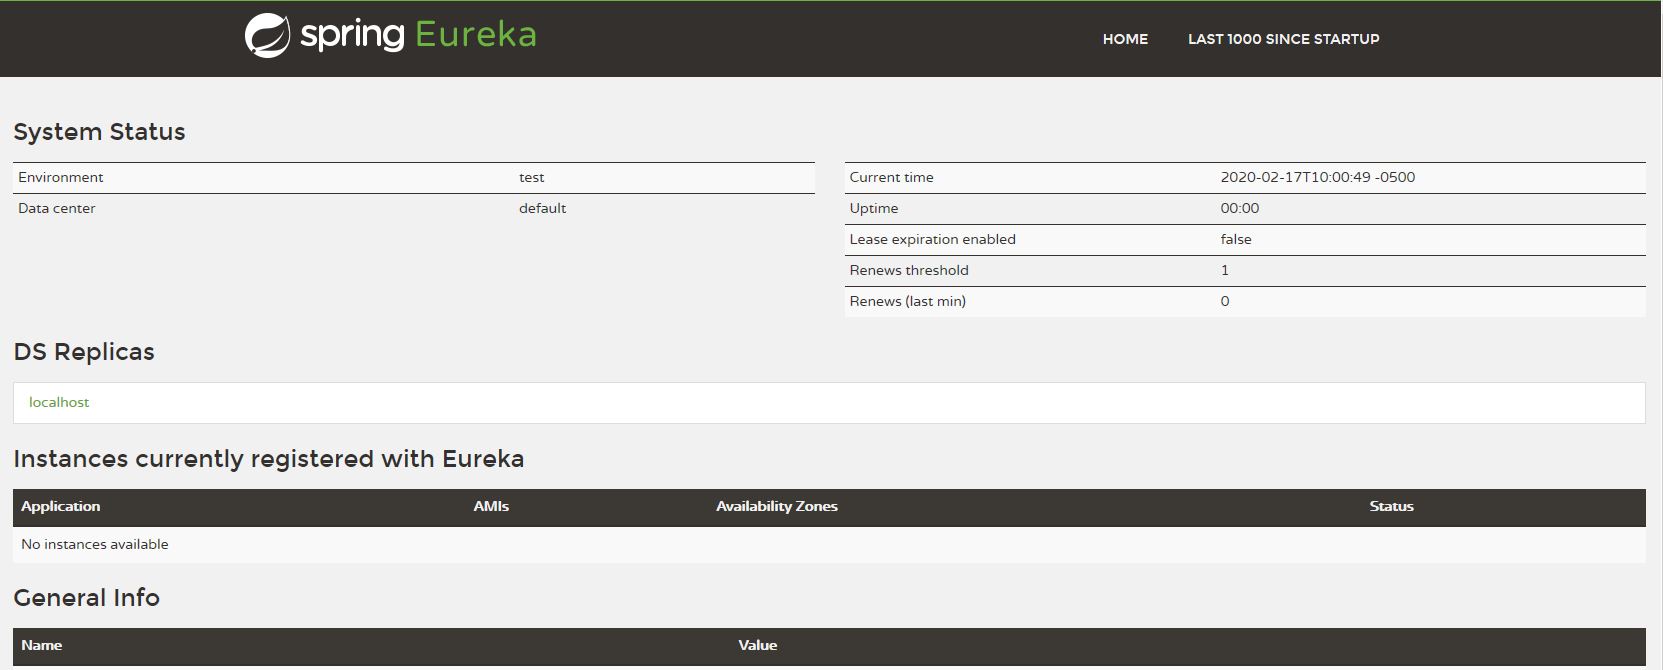 spring Eureka
HOME LAST 1000 SINCE STARTUP
System Status
Environment test
Data center default
Current time 2020-02-17T10:00:49 -0500
Uptime 00:00
Lease expiration enabled false
Renews threshold 1
Renews (last min) 0
DS Replicas
localhost
Instances currently registered with Eureka
Application AMIs Availability Zones Status
No instances available
General Info
Name Value